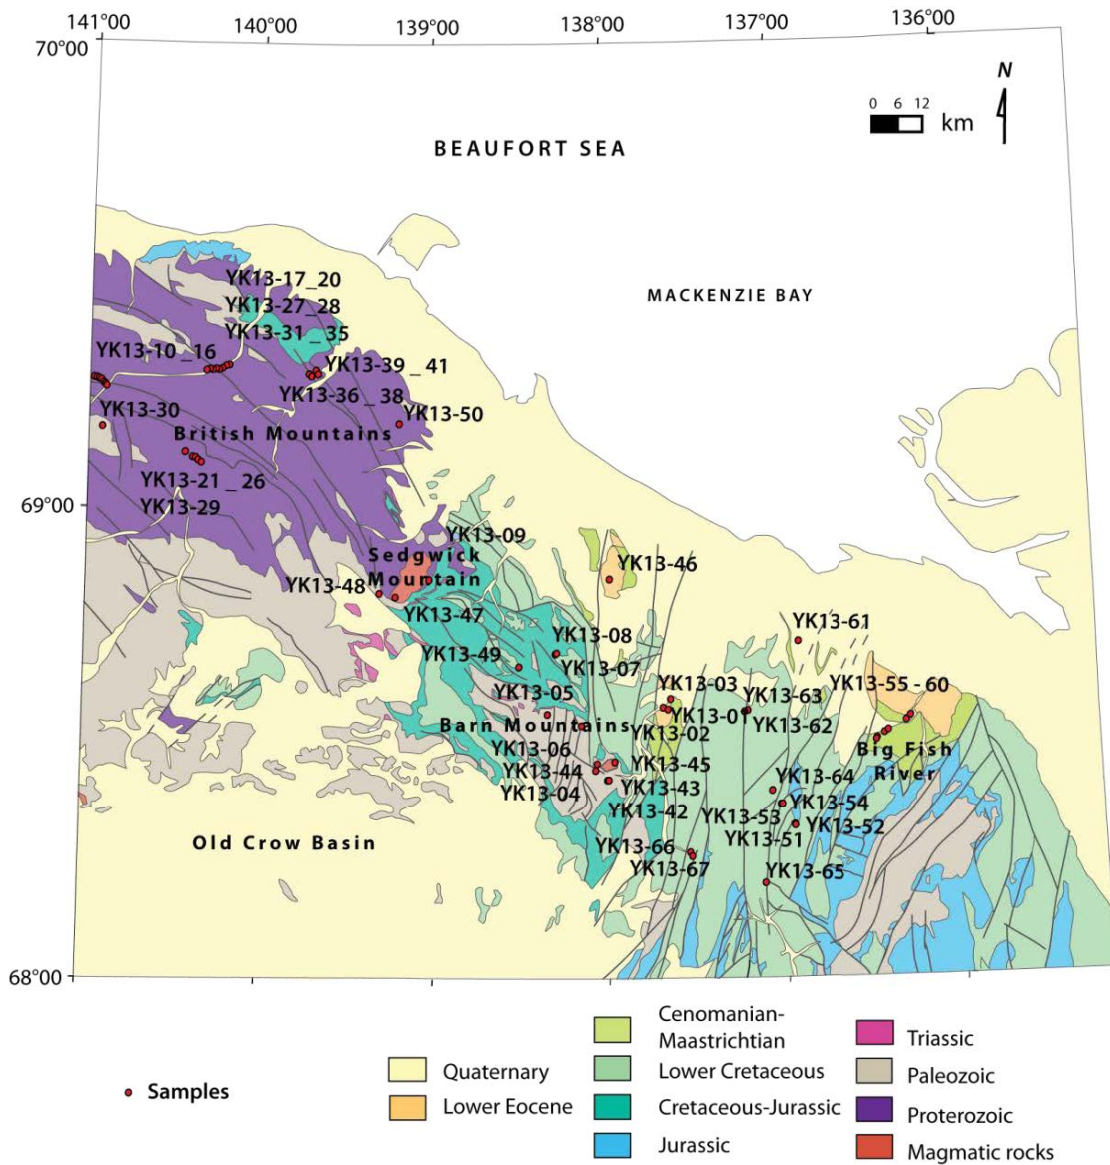 141°00 140°00 139°00 138°00 137°00 136°00
70°00
N
0 6 12
km
BEAUFORT SEA
MACKENZIE BAY
YK13-17_20
YK13-27_28
YK13-31_35
YK13-10_16
YK13-39_41
YK13-36_38
YK13-30
YK13-50
British Mountains
YK13-21_26
YK13-29
69°00
YK13-09
Sedgwick
Mountain
YK13-48
YK13-46
YK13-47
YK13-61
YK13-08
YK13-49
YK13-07
YK13-03
YK13-63
YK13-55-60
YK13-05
YK13-01
YK13-62
Barn Mountains
YK13-02
Big Fish
River
YK13-06
YK13-45
YK13-44
YK13-64
YK13-04
YK13-43
YK13-54
YK13-42
YK13-53
YK13-52
YK13-51
Old Crow Basin
YK13-66
YK13-67
YK13-65
68°00
Samples
Quaternary
Lower Eocene
Cenomanian-
Maastrichtian
Lower Cretaceous
Cretaceous-Jurassic
Jurassic
Triassic
Paleozoic
Proterozoic
Magmatic rocks